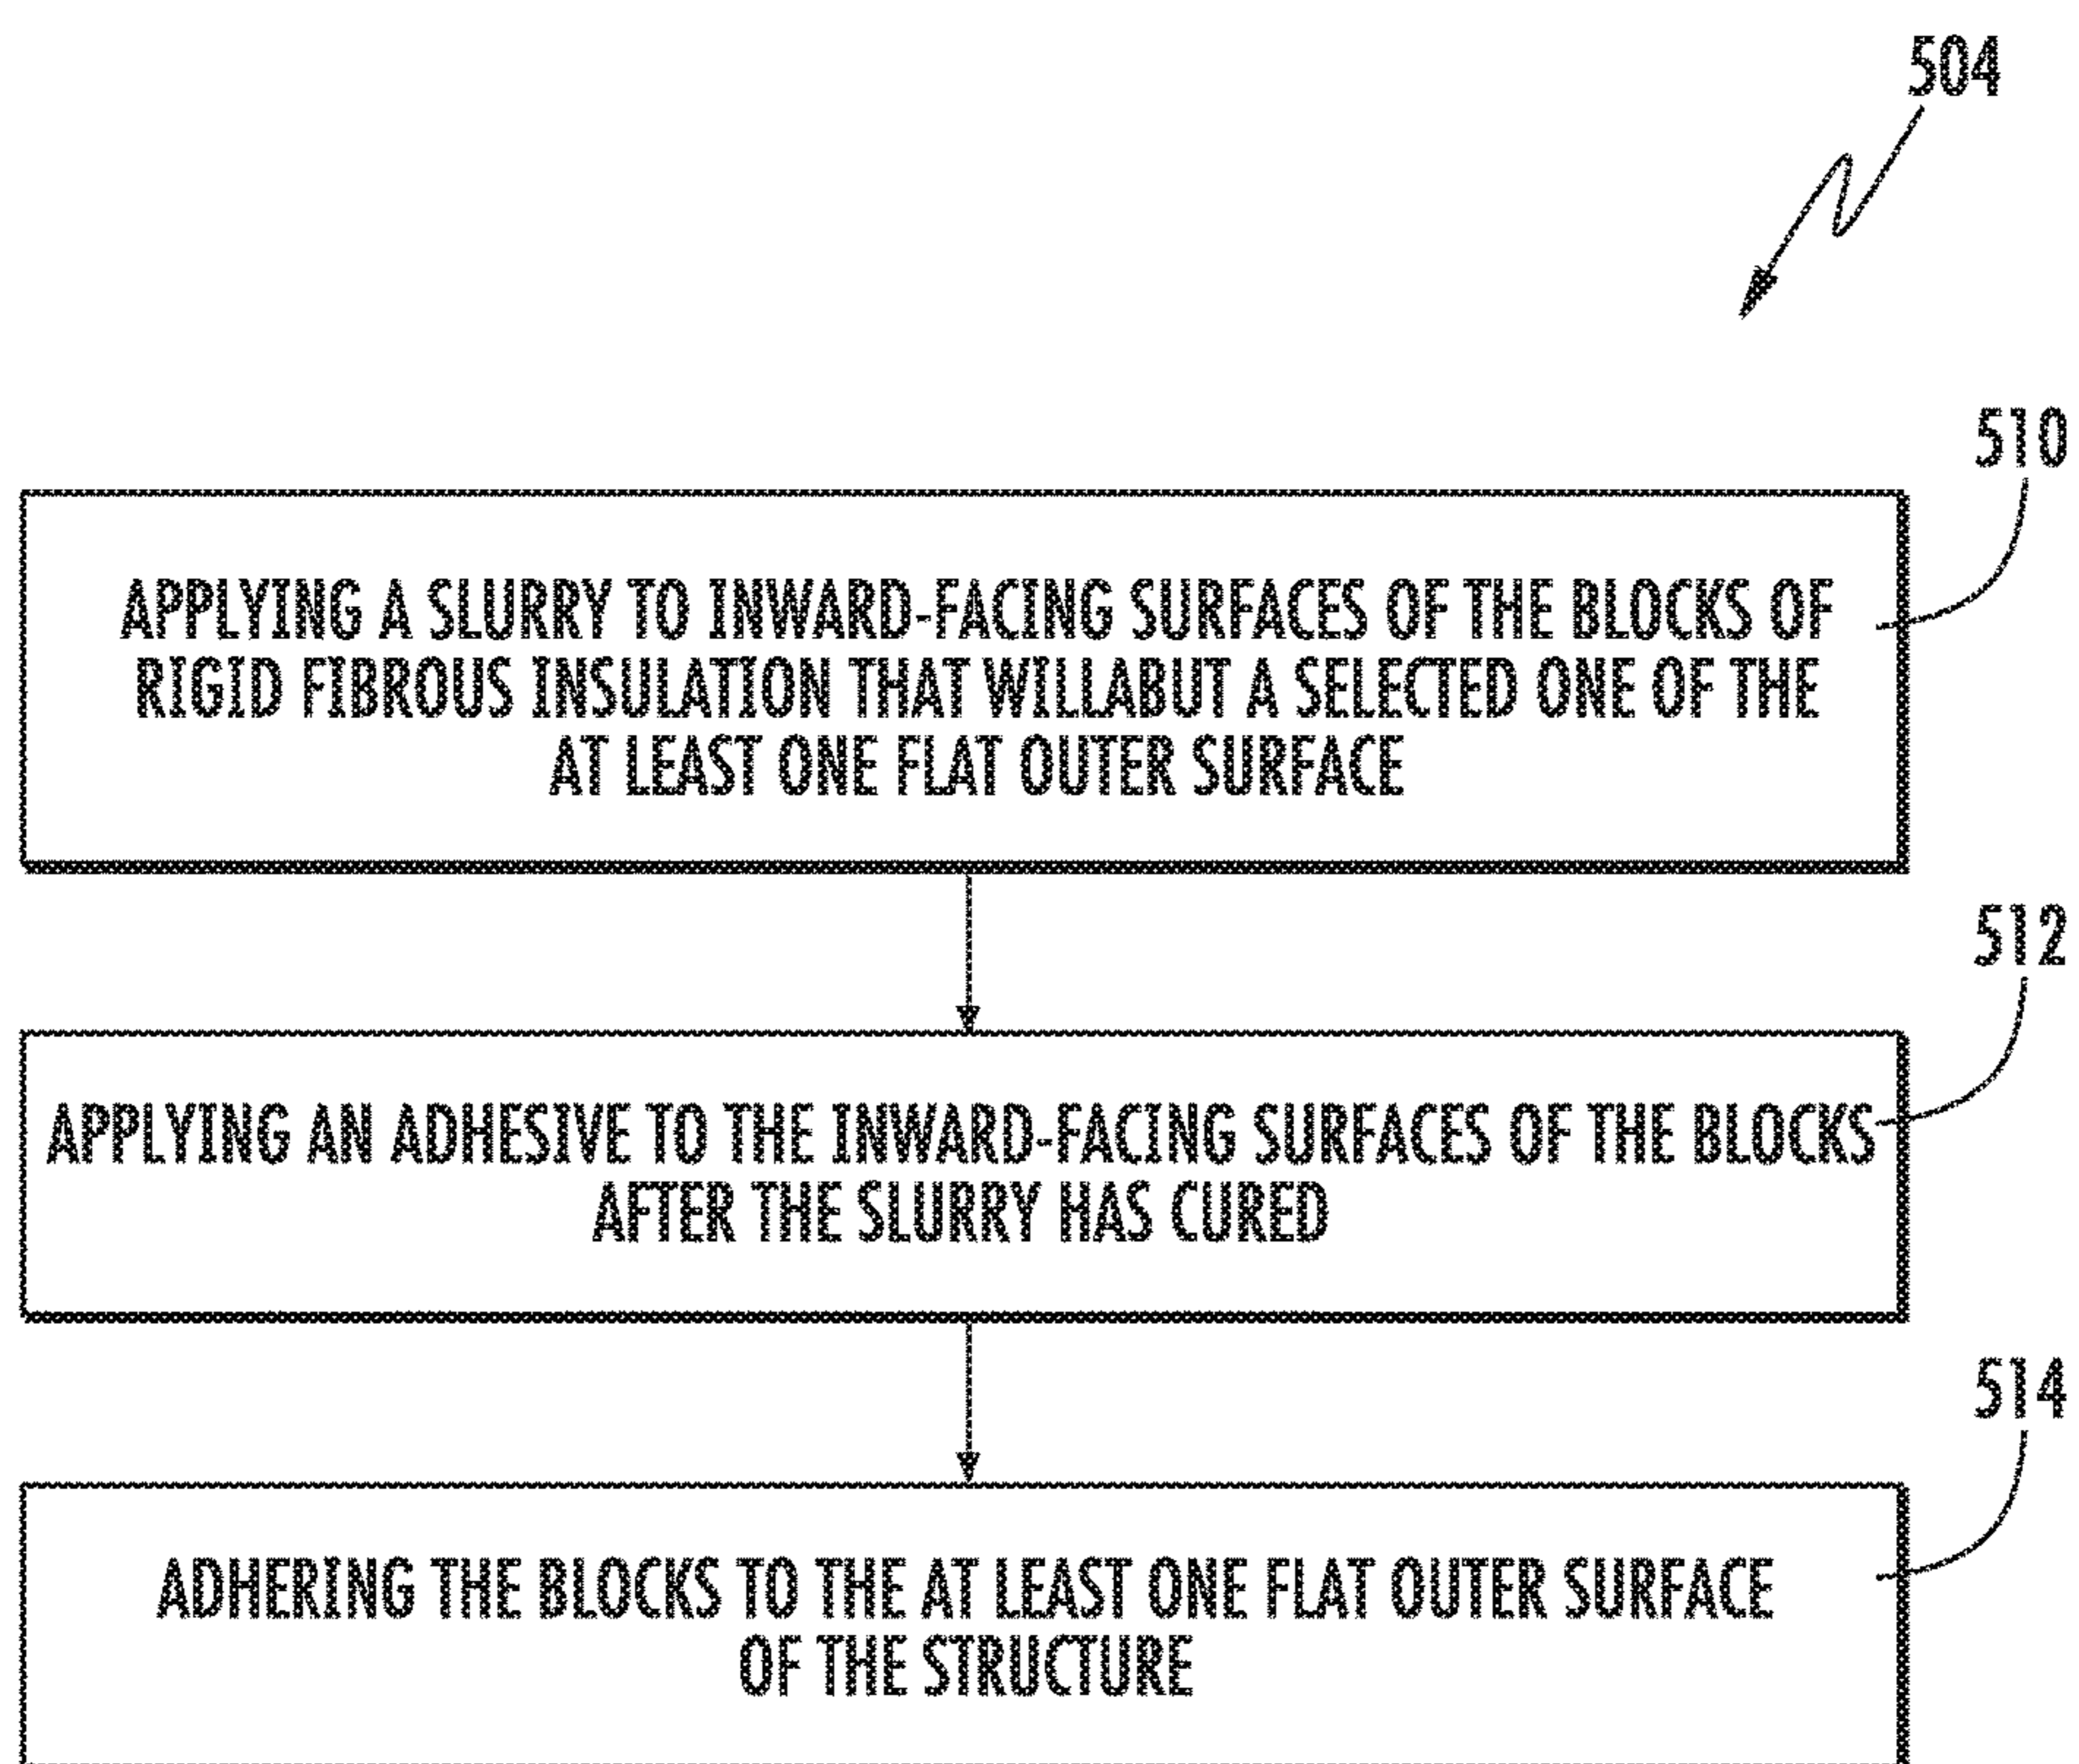 504
510
APPLYING A SLURRY TO INWARD-FACING SURFACES OF THE BLOCKS OF
RIGID FIBROUS INSULATION THAT WILLABUT A SELECTED ONE OF THE
AT LEAST ONE FLAT OUTER SURFACE
512
APPLYING AN ADHESIVE TO THE INWARD-FACING SURFACES OF THE BLOCKS
AFTER THE SLURRY HAS CURED
514
ADHERING THE BLOCKS TO THE AT LEAST ONE FLAT OUTER SURFACE
OF THE STRUCTURE